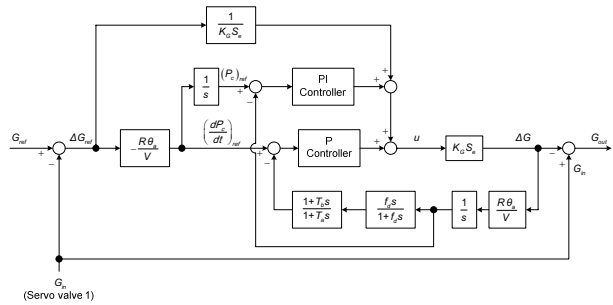 1
K_G S_e
1
s
(P_c)_ref
PI
Controller
G_ref
ΔG_ref
− Rθ_a
V
(dP_c
dt)_ref
P
Controller
u
K_G S_e
ΔG
G_out
G_in
1+T_b s
1+T_a s
f_d s
1+f_d s
1
s
Rθ_a
V
G_in
(Servo valve 1)
+
−
+
−
+
−
+
+
+
+
−
+